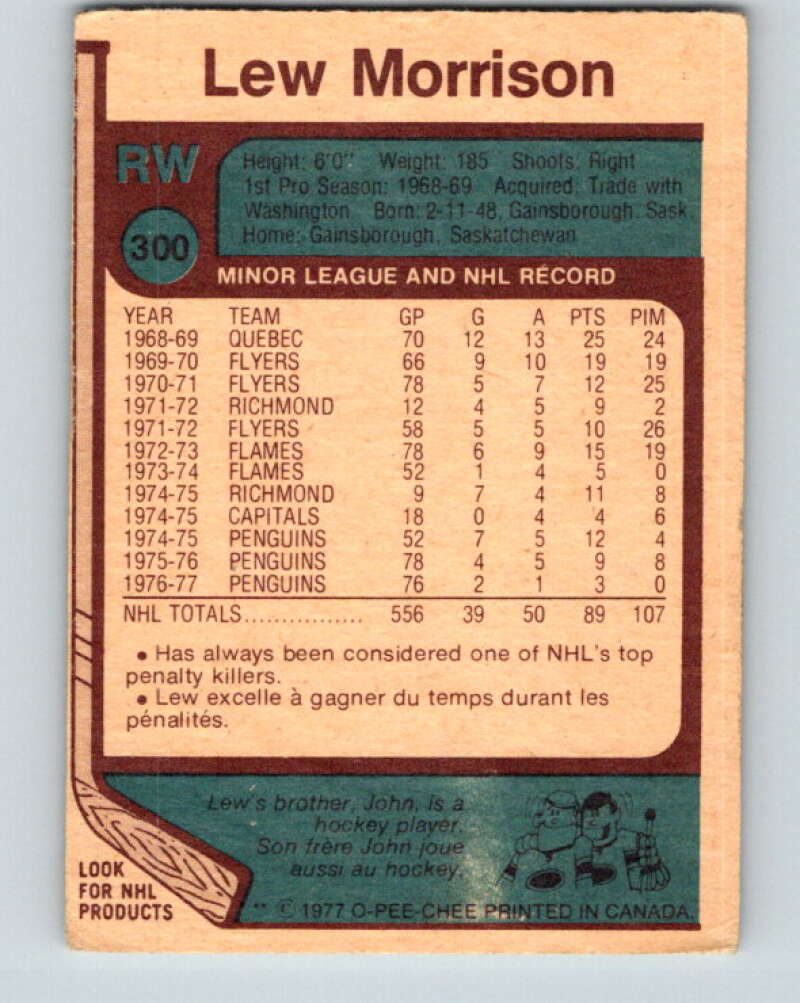 Lew Morrison
RW
Height: 6'0" Weight: 185 Shoots: Right
1st Pro Season: 1968-69 Acquired: Trade with
Washington Born: 2-11-48, Gainsborough, Sask.
Home: Gainsborough, Saskatchewan
300
MINOR LEAGUE AND NHL RECORD
YEAR TEAM GP G A PTS PIM
1968-69 QUEBEC 70 12 13 25 24
1969-70 FLYERS 66 9 10 19 19
1970-71 FLYERS 78 5 7 12 25
1971-72 RICHMOND 12 4 5 9 2
1971-72 FLYERS 58 5 5 10 26
1972-73 FLAMES 78 6 9 15 19
1973-74 FLAMES 52 1 4 5 0
1974-75 RICHMOND 9 7 4 11 8
1974-75 CAPITALS 18 0 4 4 6
1974-75 PENGUINS 52 7 5 12 4
1975-76 PENGUINS 78 4 5 9 8
1976-77 PENGUINS 76 2 1 3 0
NHL TOTALS................ 556 39 50 89 107
• Has always been considered one of NHL's top
penalty killers.
• Lew excelle à gagner du temps durant les
pénalités.
Lew's brother, John, is a
hockey player.
Son frère John joue
aussi au hockey.
LOOK
FOR NHL
PRODUCTS
** © 1977 O-PEE-CHEE PRINTED IN CANADA.